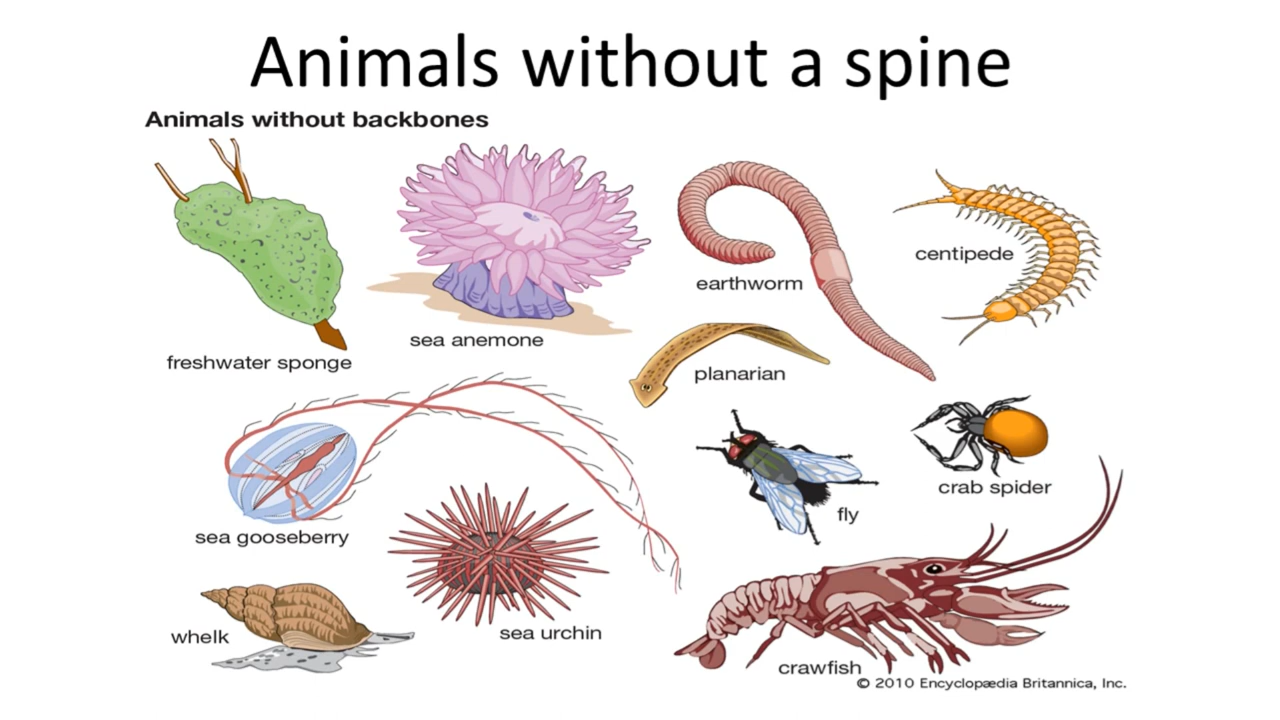 Animals without a spine
Animals without backbones
freshwater sponge
sea anemone
earthworm
centipede
planarian
sea gooseberry
sea urchin
fly
crab spider
whelk
crawfish
© 2010 Encyclopædia Britannica, Inc.